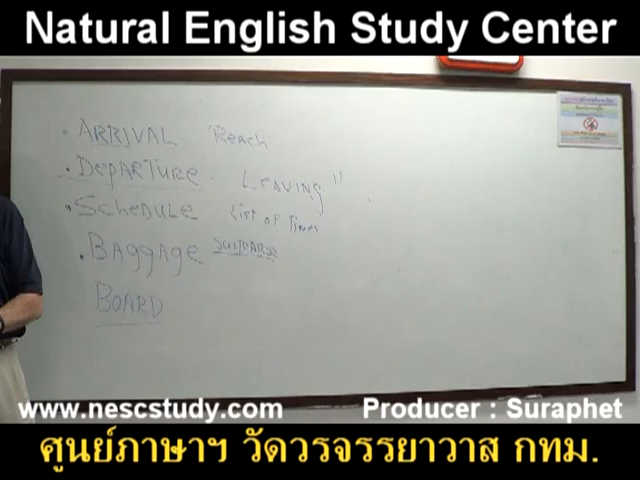 Natural English Study Center
ARRIVAL Reach
DEPARTURE LEAVING "
SCHEDULE List of Times
BAGGAGE SUITCASE
BOARD
www.nescstudy.com Producer : Suraphet
ศูนย์ภาษาฯ วัดวรจรรยาวาส กทม.